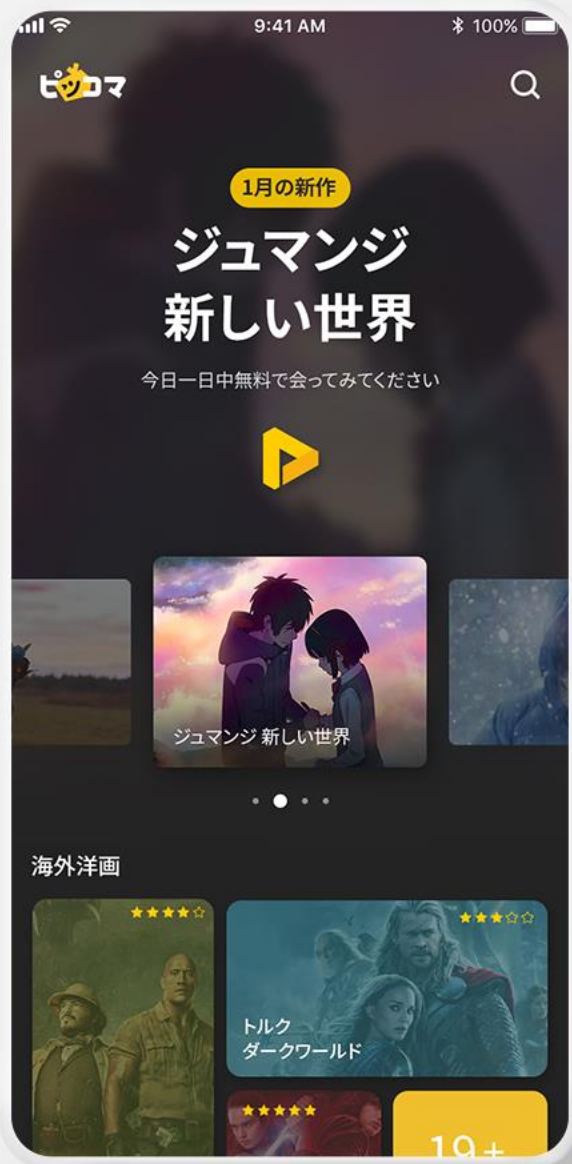 9:41 AM
100%
ピッコマ
1月の新作
ジュマンジ
新しい世界
今日一日中無料で会ってみてください
ジュマンジ 新しい世界
海外洋画
トルク
ダークワールド
19+